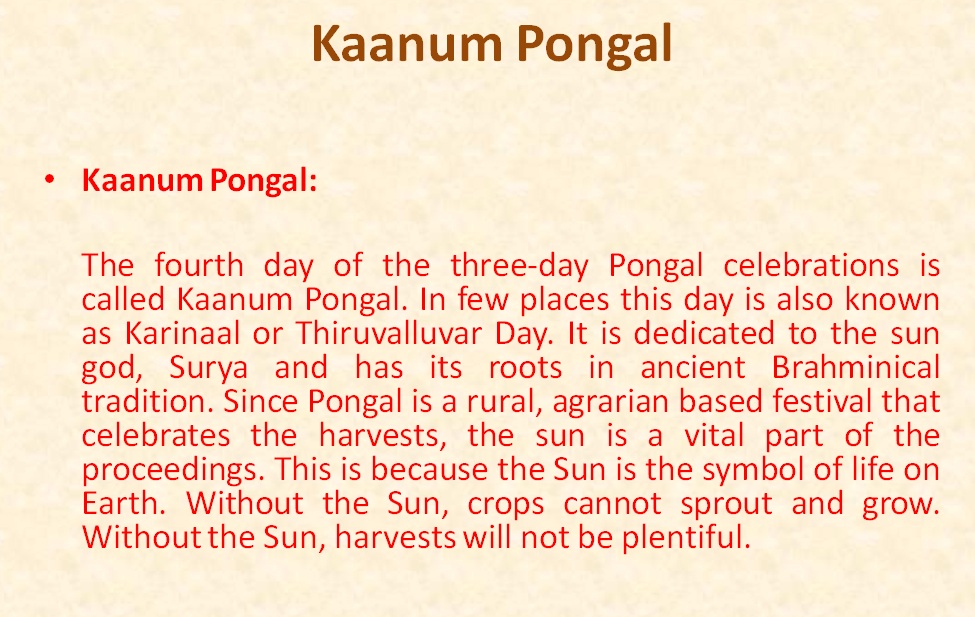 Kaanum Pongal
• Kaanum Pongal:
The fourth day of the three-day Pongal celebrations is
called Kaanum Pongal. In few places this day is also known
as Karinaal or Thiruvalluvar Day. It is dedicated to the sun
god, Surya and has its roots in ancient Brahminical
tradition. Since Pongal is a rural, agrarian based festival that
celebrates the harvests, the sun is a vital part of the
proceedings. This is because the Sun is the symbol of life on
Earth. Without the Sun, crops cannot sprout and grow.
Without the Sun, harvests will not be plentiful.